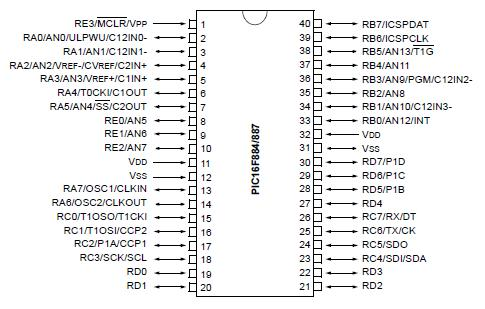 RE3/MCLR/VPP 1
RA0/AN0/ULPWU/C12IN0- 2
RA1/AN1/C12IN1- 3
RA2/AN2/VREF-/CVREF/C2IN+ 4
RA3/AN3/VREF+/C1IN+ 5
RA4/T0CKI/C1OUT 6
RA5/AN4/SS/C2OUT 7
RE0/AN5 8
RE1/AN6 9
RE2/AN7 10
VDD 11
VSS 12
RA7/OSC1/CLKIN 13
RA6/OSC2/CLKOUT 14
RC0/T1OSO/T1CKI 15
RC1/T1OSI/CCP2 16
RC2/P1A/CCP1 17
RC3/SCK/SCL 18
RD0 19
RD1 20
PIC16F884/887
40 RB7/ICSPDAT
39 RB6/ICSPCLK
38 RB5/AN13/T1G
37 RB4/AN11
36 RB3/AN9/PGM/C12IN2-
35 RB2/AN8
34 RB1/AN10/C12IN3-
33 RB0/AN12/INT
32 VDD
31 VSS
30 RD7/P1D
29 RD6/P1C
28 RD5/P1B
27 RD4
26 RC7/RX/DT
25 RC6/TX/CK
24 RC5/SDO
23 RC4/SDI/SDA
22 RD3
21 RD2